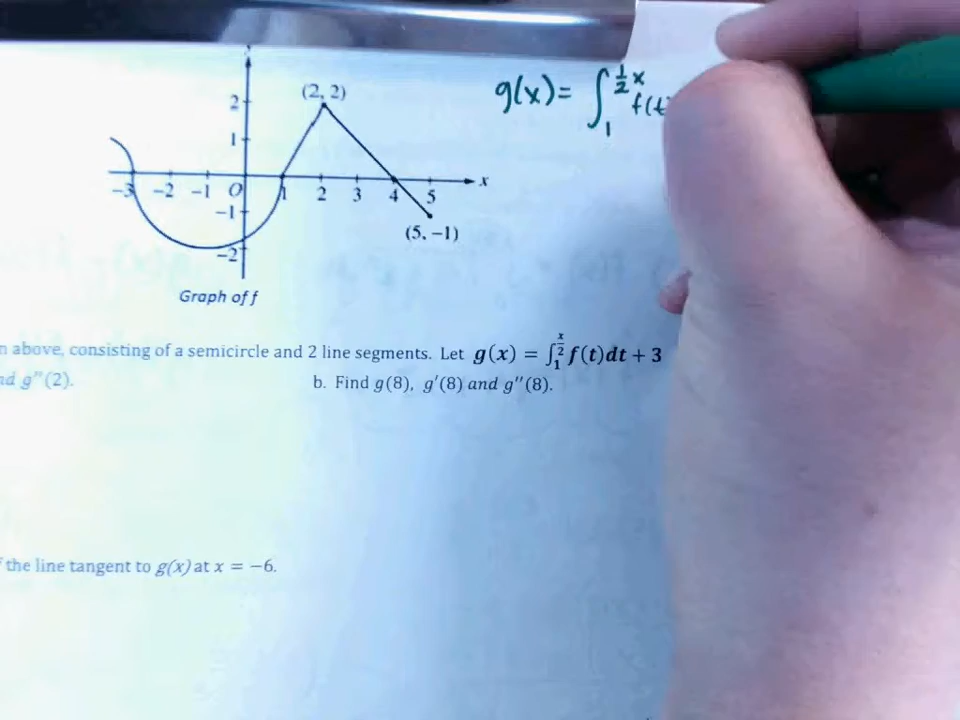 (2, 2)
g(x) = ∫₁^{½x} f(t
2
1
-3 -2 -1 O 1 2 3 4 5 x
-1
(5, -1)
-2
Graph of f
above, consisting of a semicircle and 2 line segments. Let g(x) = ∫₁^{x/2} f(t)dt + 3
g''(2). b. Find g(8), g'(8) and g''(8).
the line tangent to g(x) at x = -6.